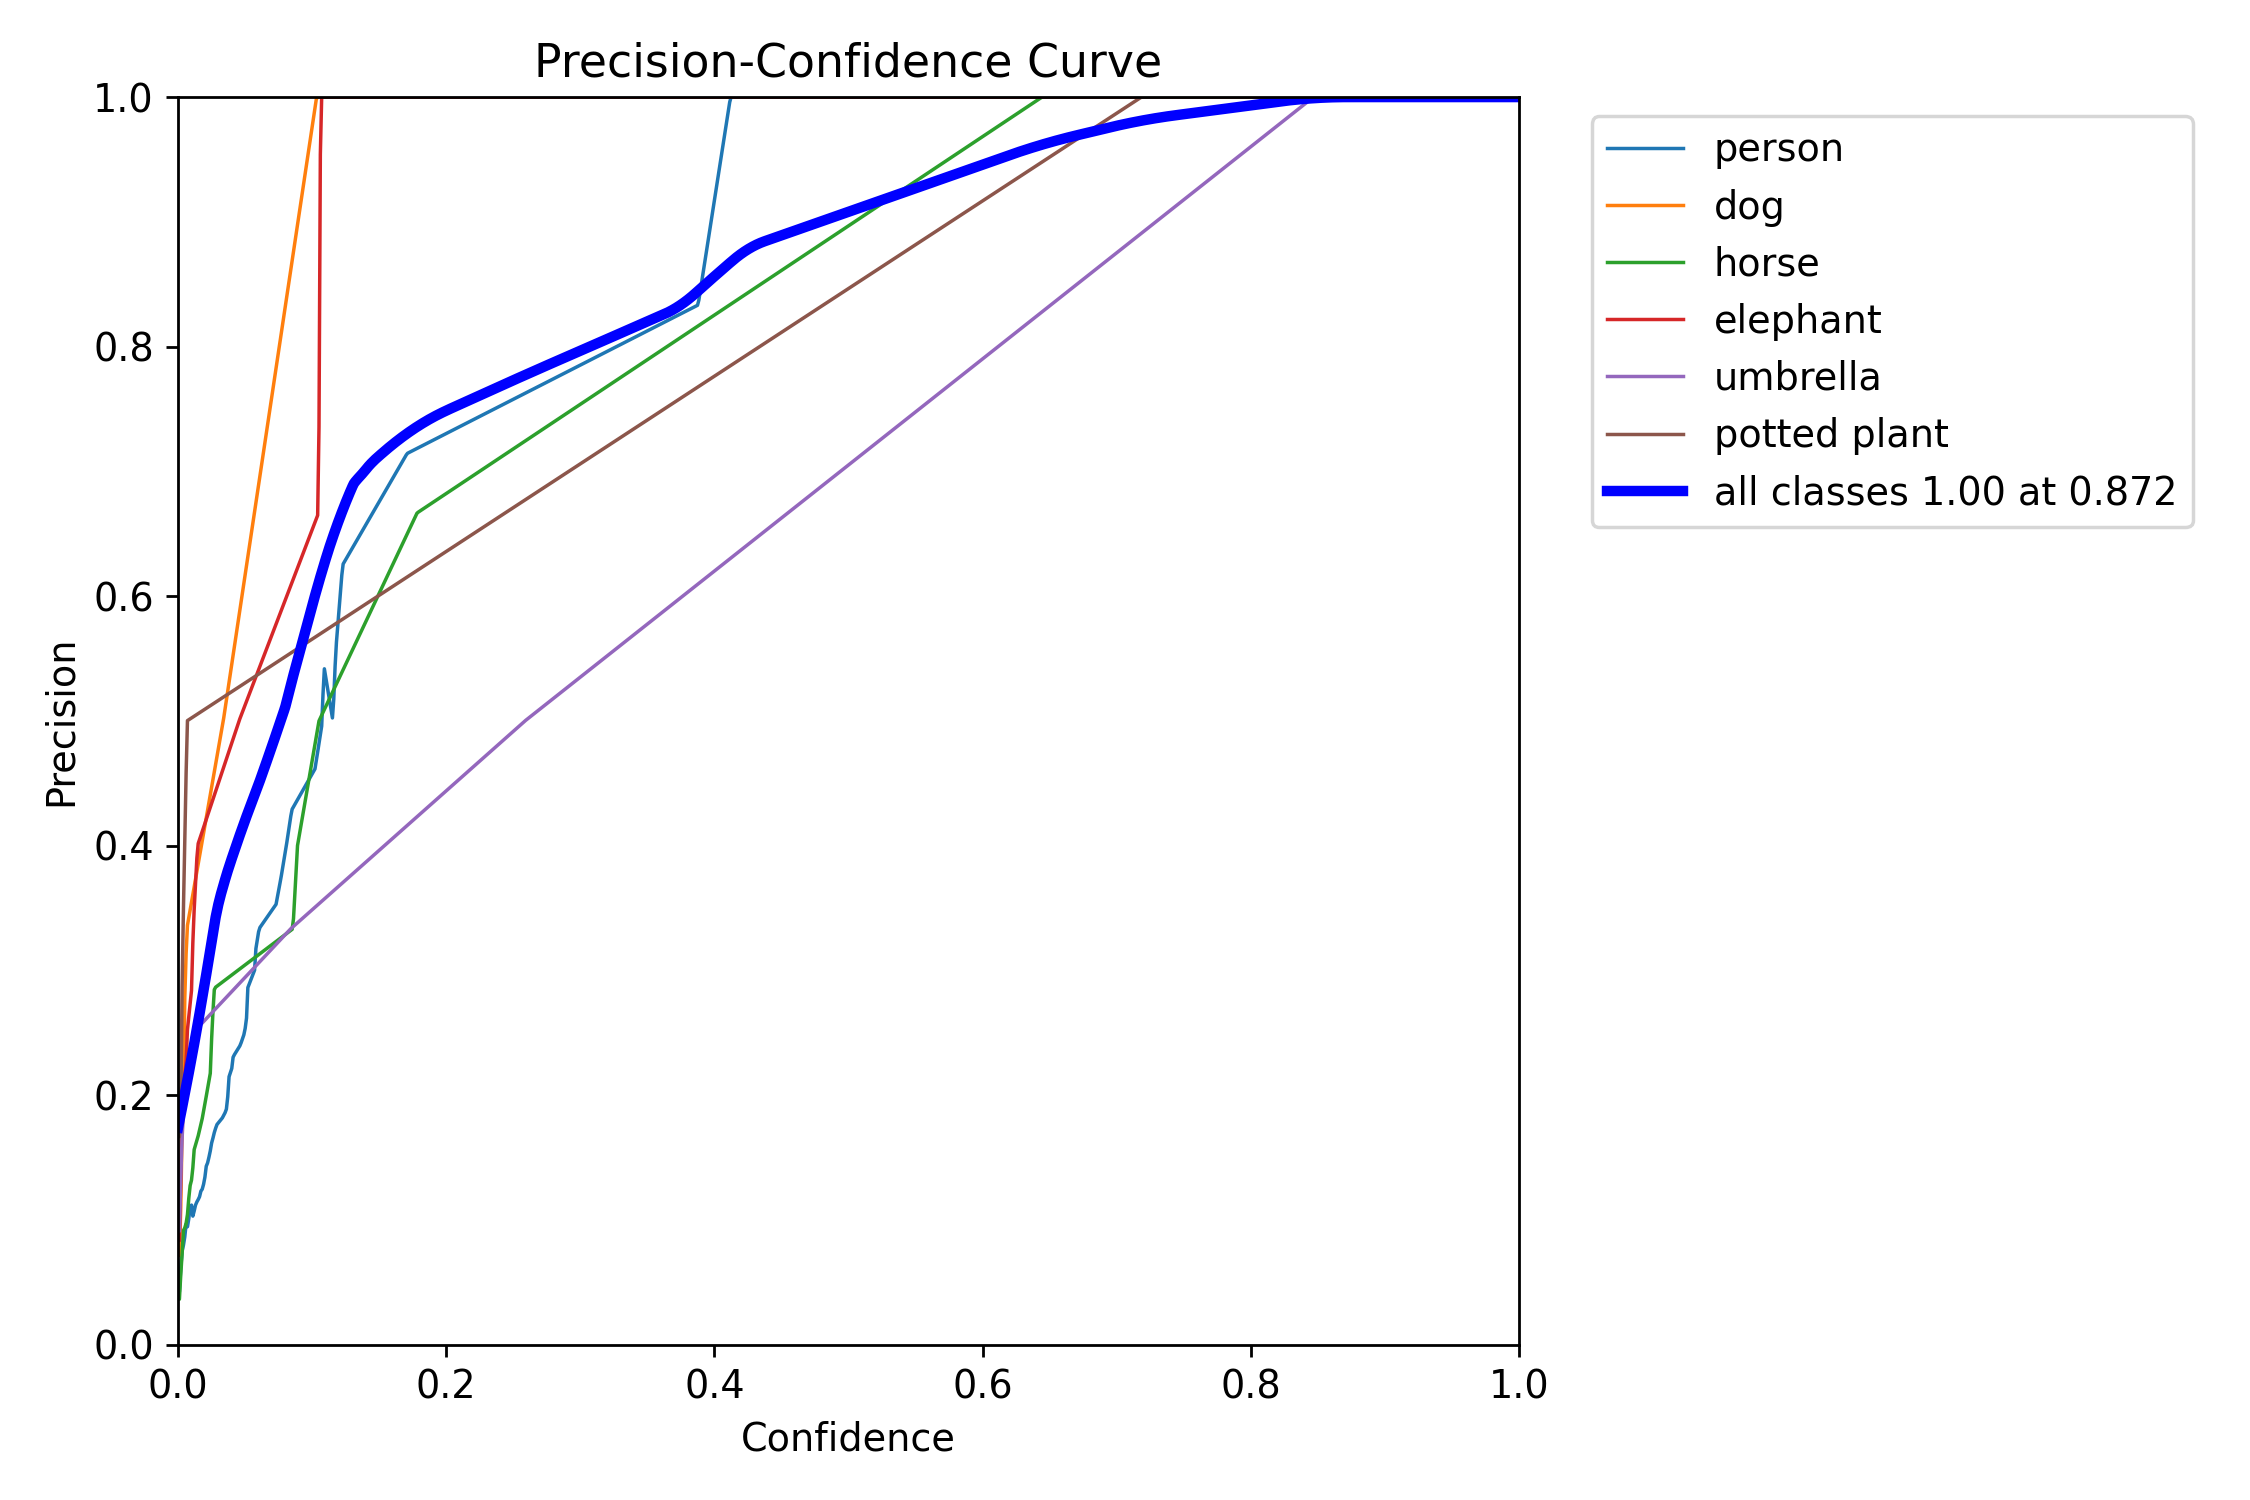 Precision-Confidence Curve
1.0
0.8
0.6
0.4
0.2
0.0
Precision
0.0 0.2 0.4 0.6 0.8 1.0
Confidence
person
dog
horse
elephant
umbrella
potted plant
all classes 1.00 at 0.872